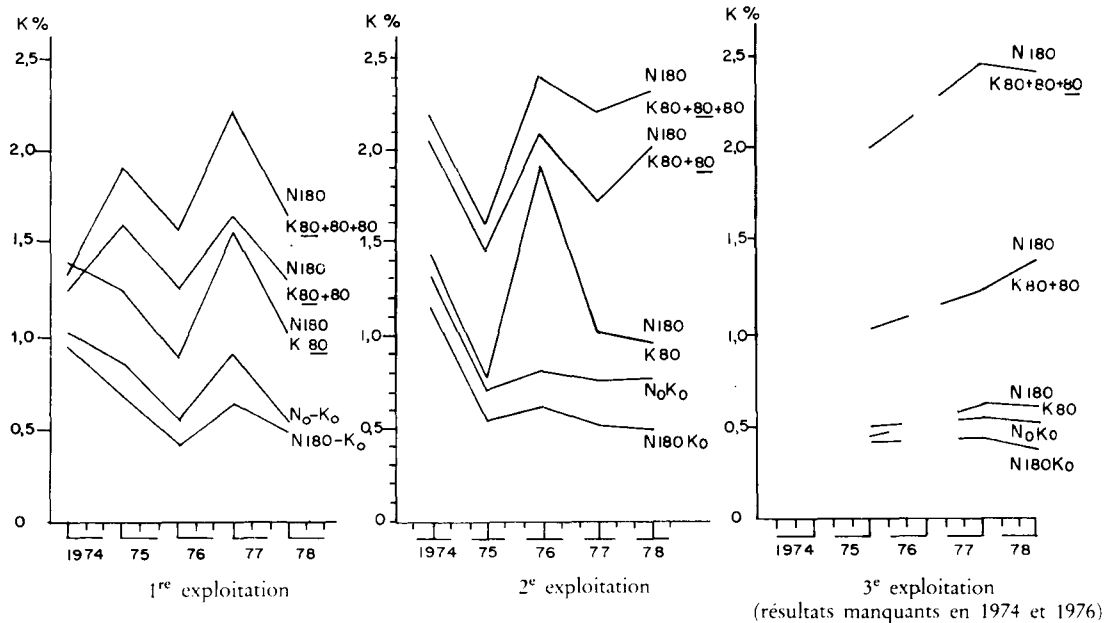 K %
2,5
2,0
1,5
1,0
0,5
0
N180
K80+80+80
N180
K80+80
N180
K 80
N₀-K₀
N180-K₀
1974 75 76 77 78
1re exploitation
K %
2,5
2,0
1,5
1,0
0,5
0
N180
K80+80+80
N180
K80+80
N180
K80
N₀K₀
N180K₀
1974 75 76 77 78
2e exploitation
K %
2,5
2,0
1,5
1,0
0,5
0
N180
K80+80+80
N180
K80+80
N180
K80
N₀K₀
N180K₀
1974 75 76 77 78
3e exploitation
(résultats manquants en 1974 et 1976)